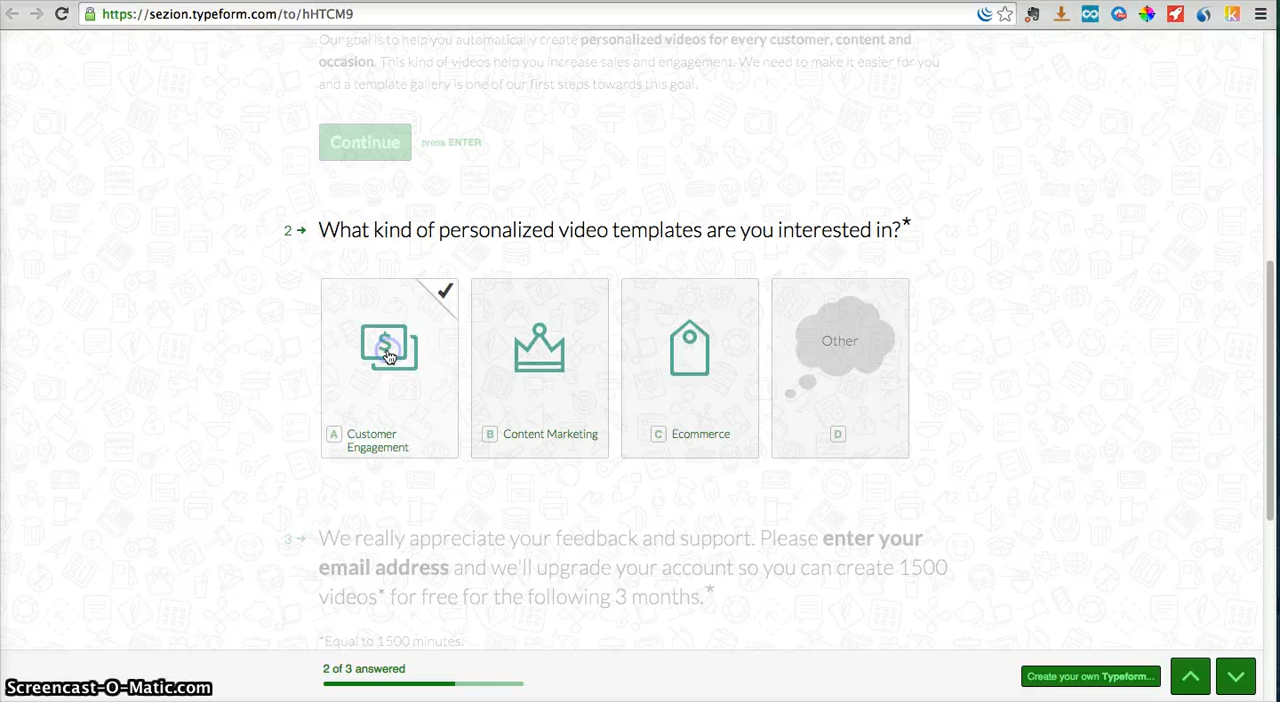 https://sezion.typeform.com/to/hHTCM9
Our goal is to help you automatically create personalized videos for every customer, content and
occasion. This kind of videos help you increase sales and engagement. We need to make it easier for you
and a template gallery is one of our first steps towards this goal.
Continue press ENTER
2 → What kind of personalized video templates are you interested in?*
$
Other
A Customer
Engagement
B Content Marketing
C Ecommerce
D
3 → We really appreciate your feedback and support. Please enter your
email address and we'll upgrade your account so you can create 1500
videos* for free for the following 3 months.*
*Equal to 1500 minutes.
2 of 3 answered
Create your own Typeform...
Screencast-O-Matic.com